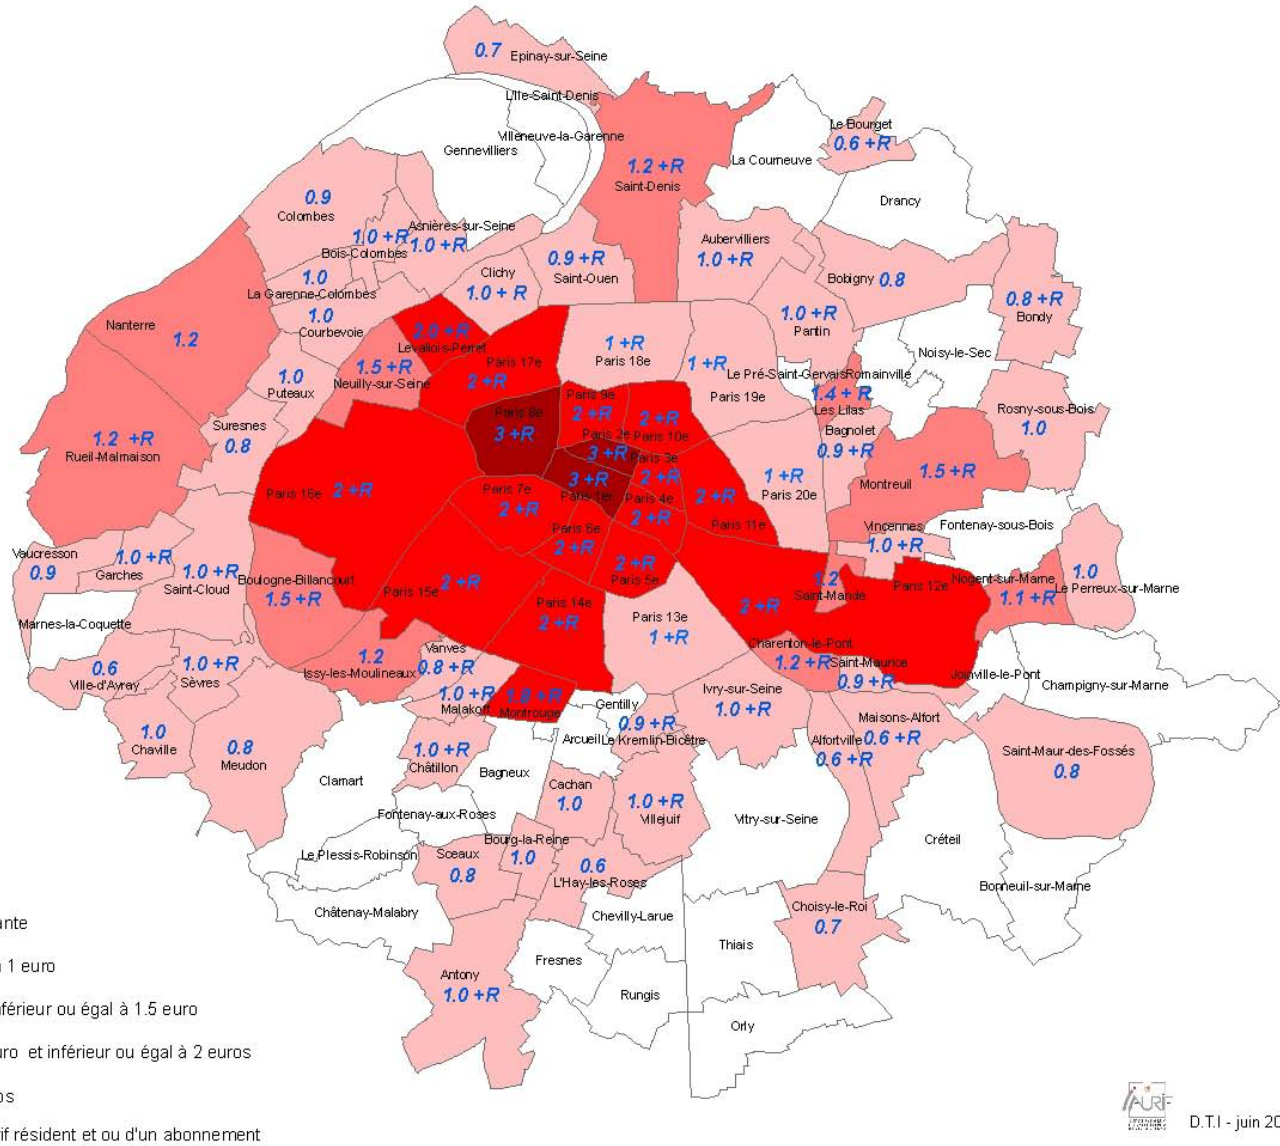 0.7 Epinay-sur-Seine
L'Ile-Saint-Denis
Villeneuve-la-Garenne
Gennevilliers
1.2 +R
Saint-Denis
La Courneuve
Le Bourget
0.6 +R
Drancy
0.9
Colombes
1.0 +R
Bois-Colombes
Asnières-sur-Seine
1.0 +R
Clichy
1.0 + R
0.9 +R
Saint-Ouen
Aubervilliers
1.0 +R
Bobigny 0.8
1.0
La Garenne-Colombes
1.0
Courbevoie
0.8 +R
Bondy
1.0 +R
Pantin
Nanterre
1.2
2.0 +R
Levallois-Perret
Paris 17e
2 +R
1 +R
Paris 18e
1 +R
Paris 19e
Le Pré-Saint-Gervais
Romainville
Noisy-le-Sec
1.5 +R
Neuilly-sur-Seine
1.0
Puteaux
1.4 + R
Les Lilas
Paris 8e
3 +R
Paris 9e
2 +R
2 +R
Paris 10e
Paris 2e
3 +R
Rosny-sous-Bois
1.0
Suresnes
0.8
1.2 +R
Rueil-Malmaison
Bagnolet
0.9 +R
Paris 3e
2 +R
3 +R
Paris 1er
1.5 +R
Montreuil
1 +R
Paris 20e
Paris 16e 2 +R
Paris 7e
2 +R
Paris 4e
2 +R
2 +R
Paris 11e
Paris 6e
2 +R
Vincennes
1.0 +R
Fontenay-sous-Bois
Vaucresson
0.9
1.0 +R
Garches
1.0 +R
Saint-Cloud
Boulogne-Billancourt
1.5 +R
Paris 15e 2 +R
2 +R
Paris 5e
1.2
Saint-Mandé
Paris 12e
2 +R
Nogent-sur-Marne
1.1 +R
1.0
Le Perreux-sur-Marne
Marnes-la-Coquette
Paris 14e
2 +R
Paris 13e
1 +R
Charenton-le-Pont
1.2 +R
Saint-Maurice
0.9 +R
Joinville-le-Pont
Champigny-sur-Marne
0.6
Ville-d'Avray
1.0 +R
Sèvres
1.2
Issy-les-Moulineaux
Vanves
0.8 +R
1.0 +R
Malakoff
1.8 +R
Montrouge
Gentilly
0.9 +R
Le Kremlin-Bicêtre
Arcueil
Ivry-sur-Seine
1.0 +R
Maisons-Alfort
0.6 +R
Alfortville
0.6 +R
Saint-Maur-des-Fossés
0.8
1.0
Chaville
0.8
Meudon
Clamart
1.0 +R
Châtillon
Bagneux
Cachan
1.0
1.0 +R
Villejuif
Vitry-sur-Seine
Créteil
Fontenay-aux-Roses
Bourg-la-Reine
1.0
Le Plessis-Robinson
Sceaux
0.8
0.6
L'Hay-les-Roses
Bonneuil-sur-Marne
Châtenay-Malabry
Chevilly-Larue
Choisy-le-Roi
0.7
Thiais
Fresnes
Antony
1.0 +R
Rungis
Orly
ante
à 1 euro
nférieur ou égal à 1.5 euro
uro et inférieur ou égal à 2 euros
os
rif résident et ou d'un abonnement
IAURIF
D.T.I - juin 20